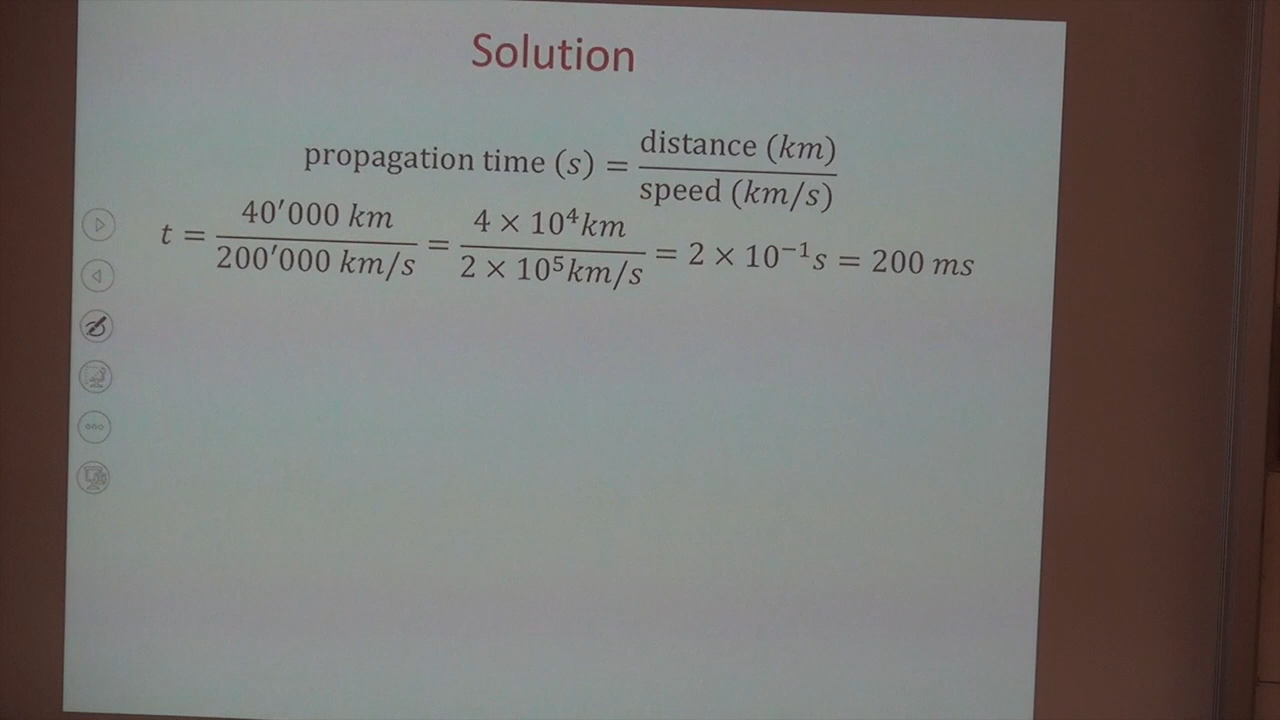 Solution
propagation time (s) = distance (km) / speed (km/s)
t = 40′000 km / 200′000 km/s = 4 × 10⁴km / 2 × 10⁵km/s = 2 × 10⁻¹s = 200 ms